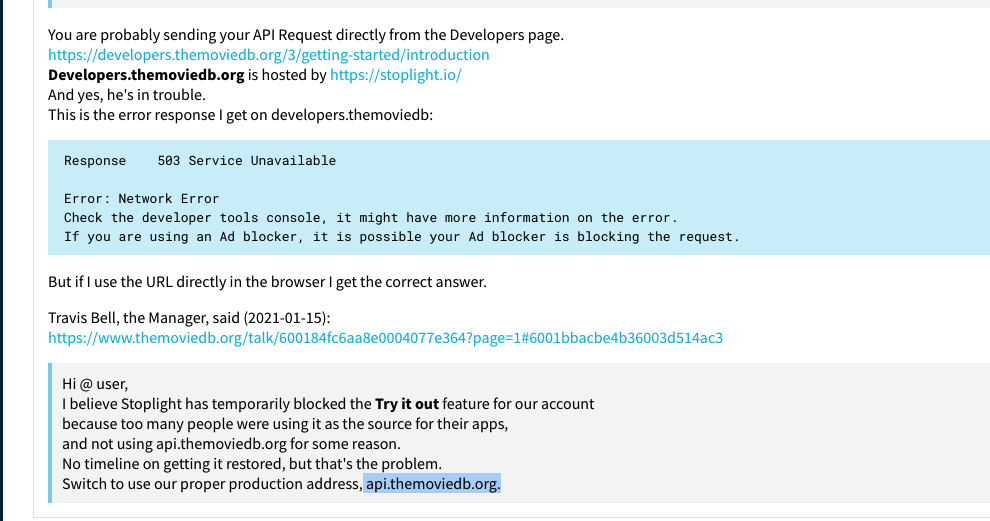 You are probably sending your API Request directly from the Developers page.
https://developers.themoviedb.org/3/getting-started/introduction
Developers.themoviedb.org is hosted by https://stoplight.io/
And yes, he's in trouble.
This is the error response I get on developers.themoviedb:
Response    503 Service Unavailable
Error: Network Error
Check the developer tools console, it might have more information on the error.
If you are using an Ad blocker, it is possible your Ad blocker is blocking the request.
But if I use the URL directly in the browser I get the correct answer.
Travis Bell, the Manager, said (2021-01-15):
https://www.themoviedb.org/talk/600184fc6aa8e0004077e364?page=1#6001bbacbe4b36003d514ac3
Hi @ user,
I believe Stoplight has temporarily blocked the Try it out feature for our account
because too many people were using it as the source for their apps,
and not using api.themoviedb.org for some reason.
No timeline on getting it restored, but that's the problem.
Switch to use our proper production address, api.themoviedb.org.